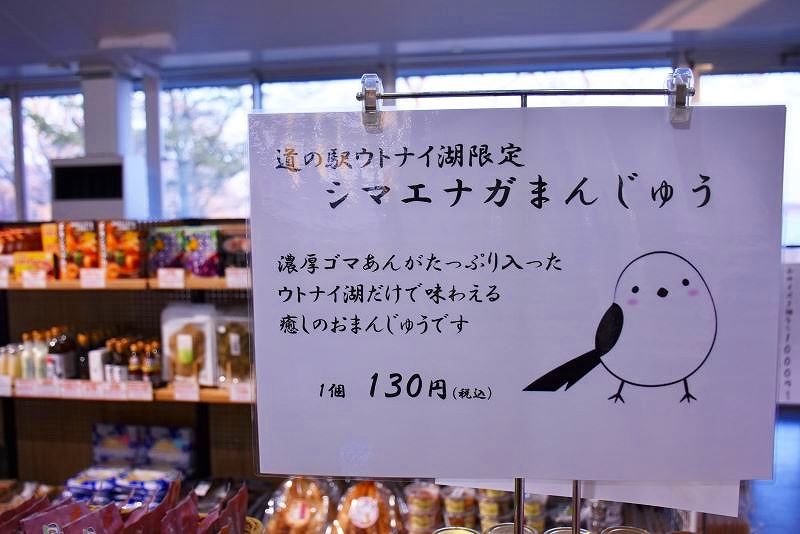 道の駅ウトナイ湖限定
シマエナガまんじゅう
濃厚ゴマあんがたっぷり入った
ウトナイ湖だけで味わえる
癒しのおまんじゅうです
1個 130円(税込)